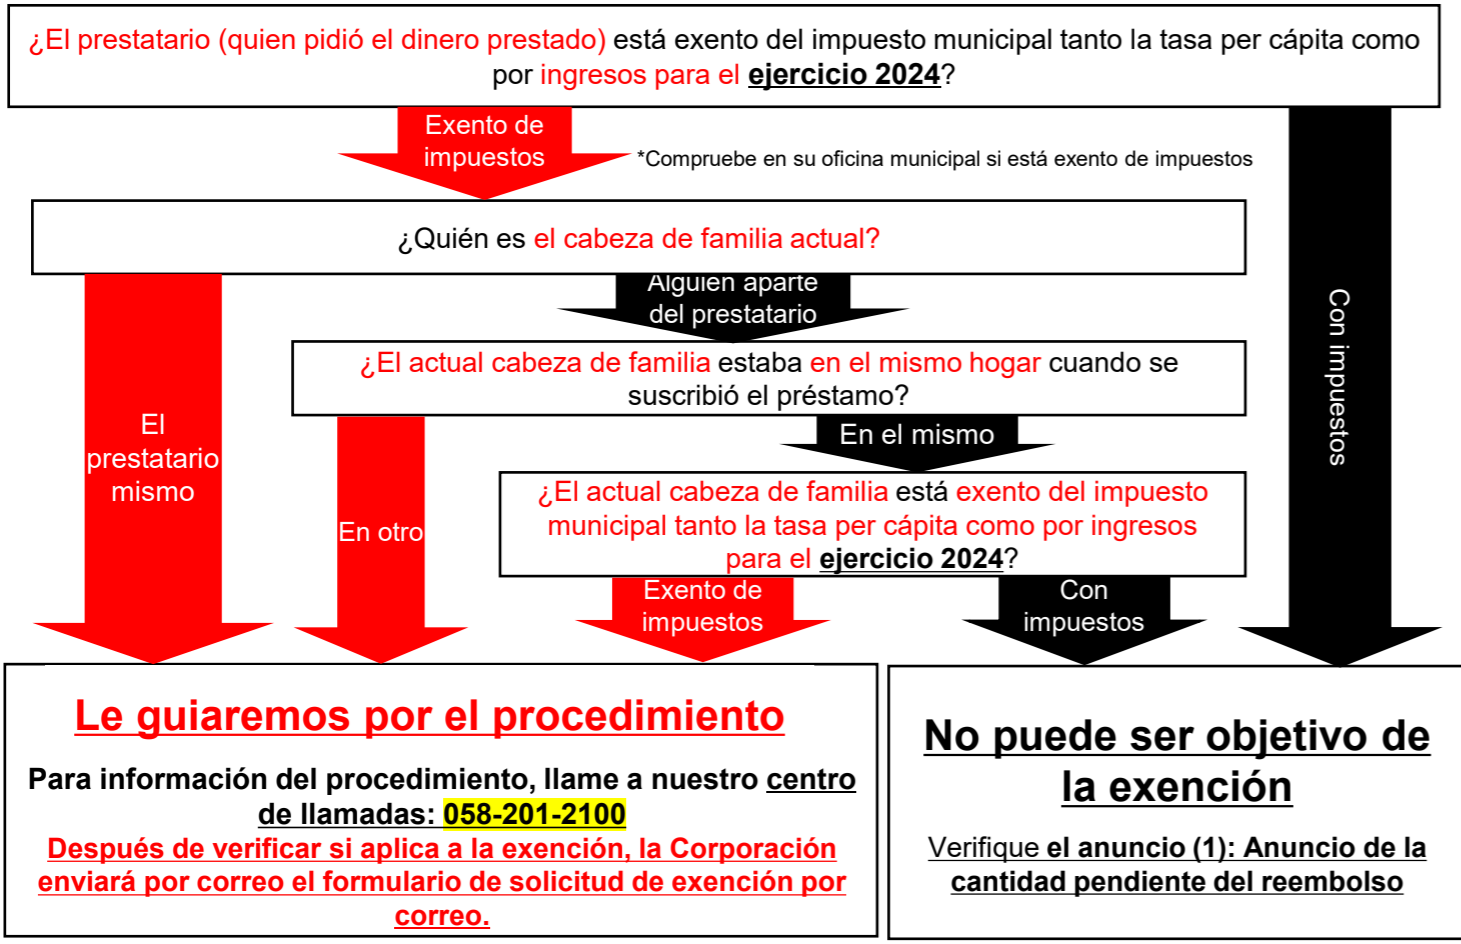 ¿El prestatario (quien pidió el dinero prestado) está exento del impuesto municipal tanto la tasa per cápita como
por ingresos para el ejercicio 2024?
Exento de
impuestos
*Compruebe en su oficina municipal si está exento de impuestos
¿Quién es el cabeza de familia actual?
Alguien aparte
del prestatario
Con impuestos
¿El actual cabeza de familia estaba en el mismo hogar cuando se
suscribió el préstamo?
El
prestatario
mismo
En el mismo
En otro
¿El actual cabeza de familia está exento del impuesto
municipal tanto la tasa per cápita como por ingresos
para el ejercicio 2024?
Exento de
impuestos
Con
impuestos
Le guiaremos por el procedimiento
Para información del procedimiento, llame a nuestro centro
de llamadas: 058-201-2100
Después de verificar si aplica a la exención, la Corporación
enviará por correo el formulario de solicitud de exención por
correo.
No puede ser objetivo de
la exención
Verifique el anuncio (1): Anuncio de la
cantidad pendiente del reembolso